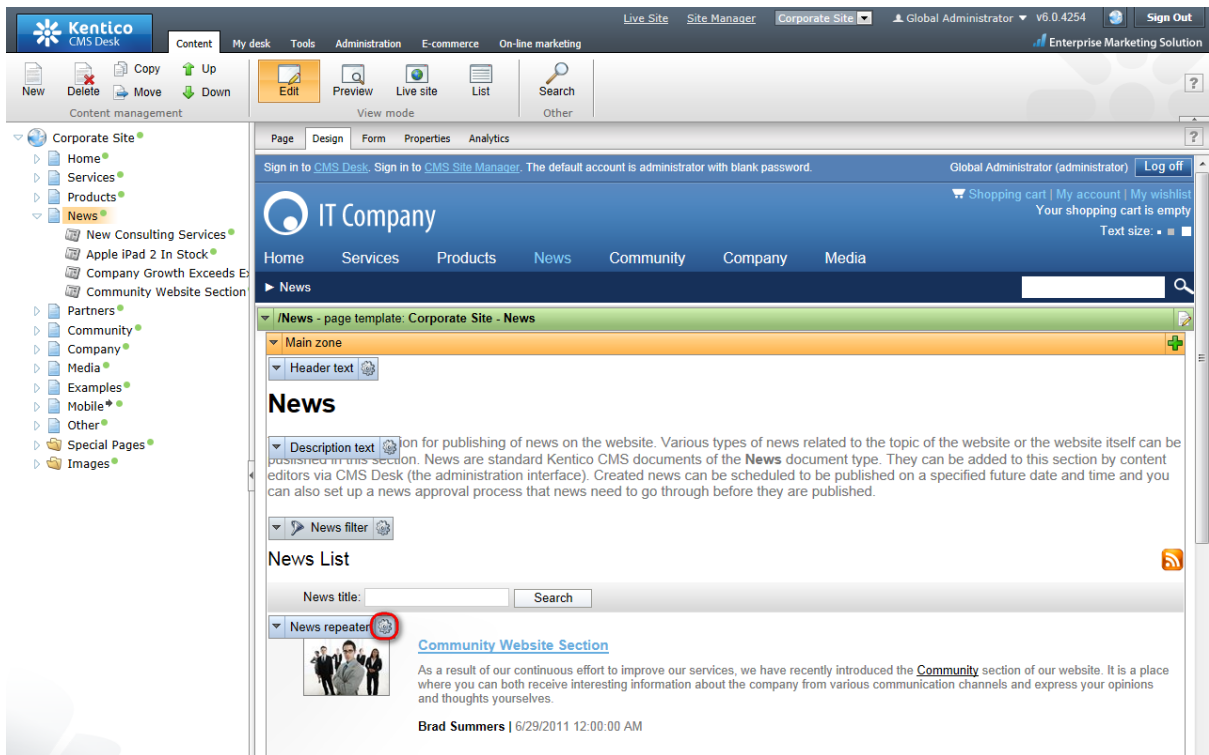 Kentico
CMS Desk
Live Site Site Manager Corporate Site Global Administrator v6.0.4254 Sign Out
Content My desk Tools Administration E-commerce On-line marketing Enterprise Marketing Solution
New Delete Copy Move Up Down Edit Preview Live site List Search ?
Content management View mode Other
Corporate Site
Home
Services
Products
News
New Consulting Services
Apple iPad 2 In Stock
Company Growth Exceeds
Community Website Section
Partners
Community
Company
Media
Examples
Mobile
Other
Special Pages
Images
Page Design Form Properties Analytics ?
Sign in to CMS Desk. Sign in to CMS Site Manager. The default account is administrator with blank password. Global Administrator (administrator) Log off
Shopping cart | My account | My wishlist
Your shopping cart is empty
IT Company
Text size:
Home Services Products News Community Company Media
News
/News - page template: Corporate Site - News
Main zone
Header text
News
Description text for publishing of news on the website. Various types of news related to the topic of the website or the website itself can be
published in this section. News are standard Kentico CMS documents of the News document type. They can be added to this section by content
editors via CMS Desk (the administration interface). Created news can be scheduled to be published on a specified future date and time and you
can also set up a news approval process that news need to go through before they are published.
News filter
News List
News title: Search
News repeater
Community Website Section
As a result of our continuous effort to improve our services, we have recently introduced the Community section of our website. It is a place
where you can both receive interesting information about the company from various communication channels and express your opinions
and thoughts yourselves.
Brad Summers | 6/29/2011 12:00:00 AM